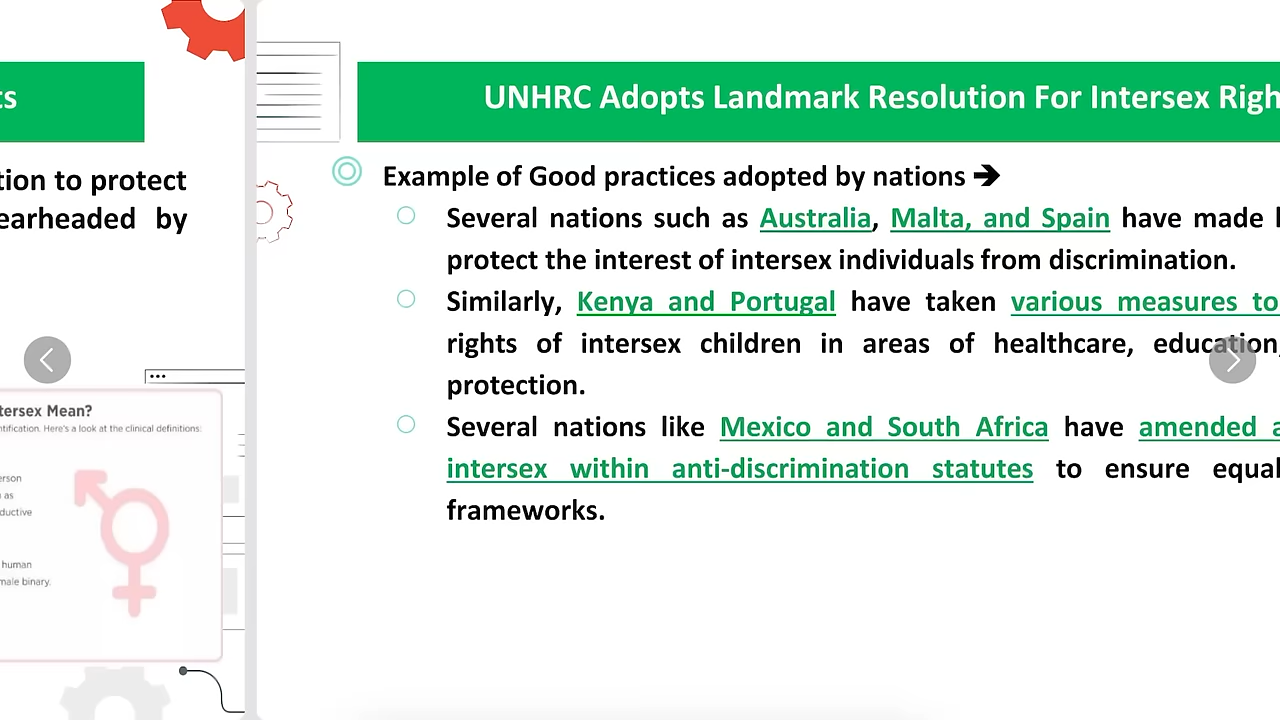 ts
tion to protect
earheaded by
tersex Mean?
ntification. Here's a look at the clinical definitions:
erson
as
ductive
human
male binary.
UNHRC Adopts Landmark Resolution For Intersex Righ
Example of Good practices adopted by nations ➔
Several nations such as Australia, Malta, and Spain have made
protect the interest of intersex individuals from discrimination.
Similarly, Kenya and Portugal have taken various measures to
rights of intersex children in areas of healthcare, education,
protection.
Several nations like Mexico and South Africa have amended a
intersex within anti-discrimination statutes to ensure equal
frameworks.